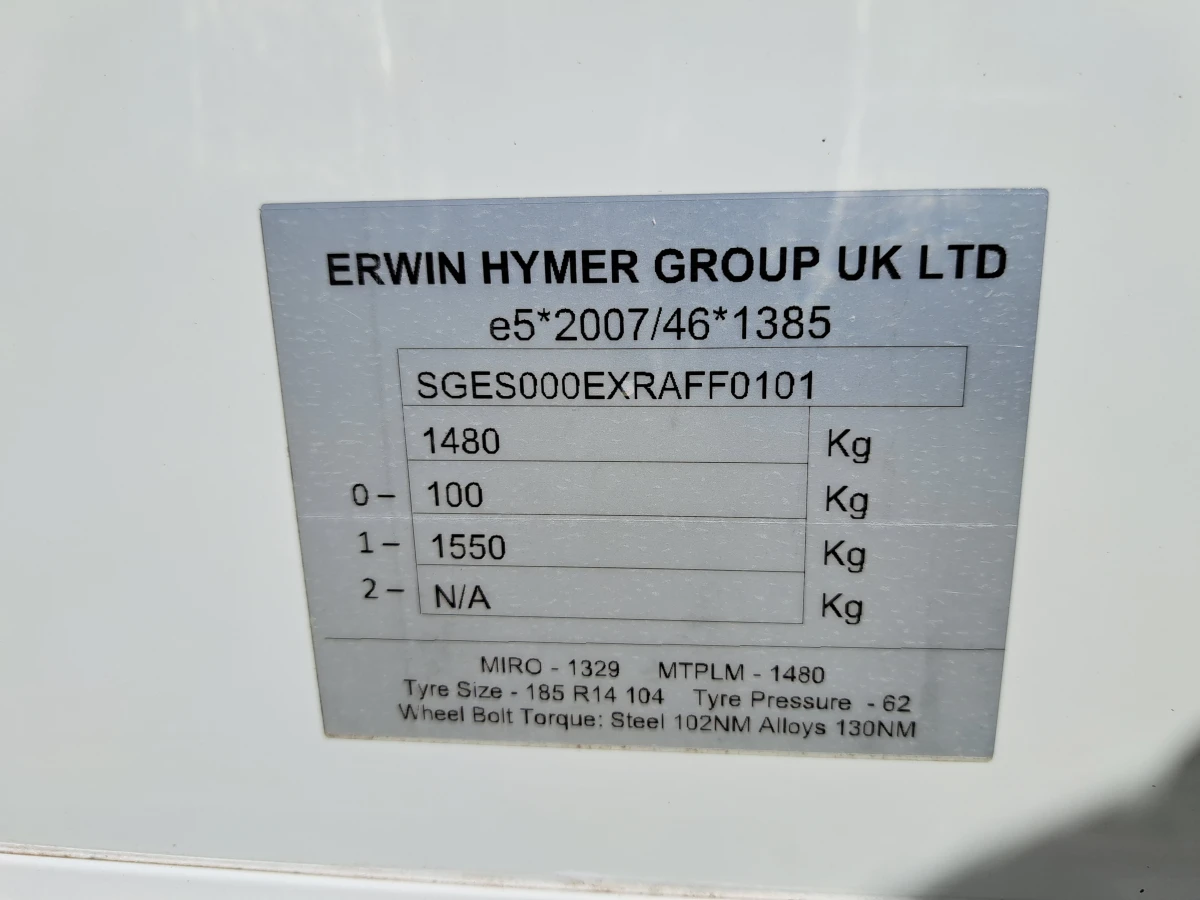 ERWIN HYMER GROUP UK LTD
e5*2007/46*1385
SGES000EXRAFF0101
1480 Kg
0– 100 Kg
1– 1550 Kg
2– N/A Kg
MIRO - 1329 MTPLM - 1480
Tyre Size - 185 R14 104 Tyre Pressure - 62
Wheel Bolt Torque: Steel 102NM Alloys 130NM